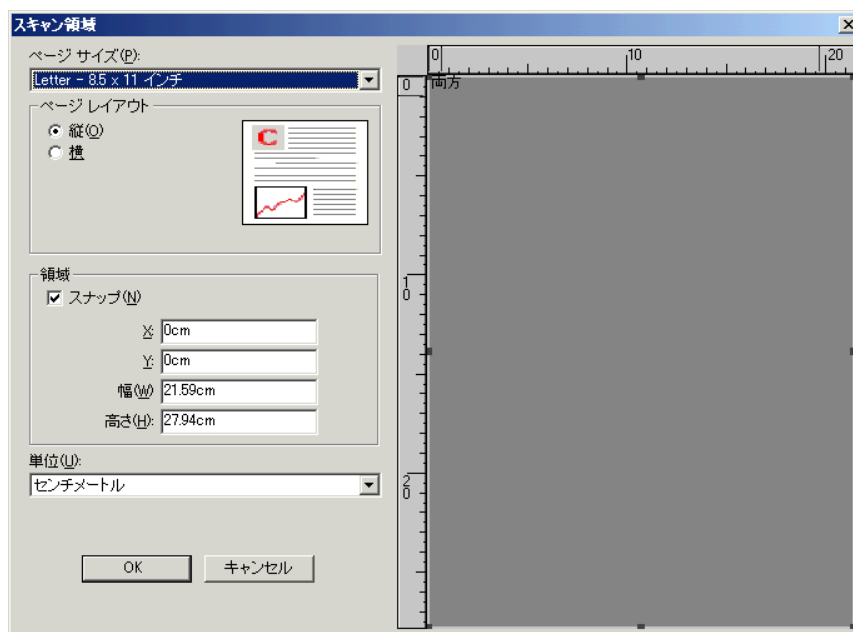 スキャン領域
ページ サイズ(P):
Letter - 8.5 x 11 インチ
ページ レイアウト
縦(O)
横
C
領域
スナップ(N)
X: 0cm
Y: 0cm
幅(W) 21.59cm
高さ(H): 27.94cm
単位(U):
センチメートル
OK
キャンセル
0 10 20
両方
0
10
20